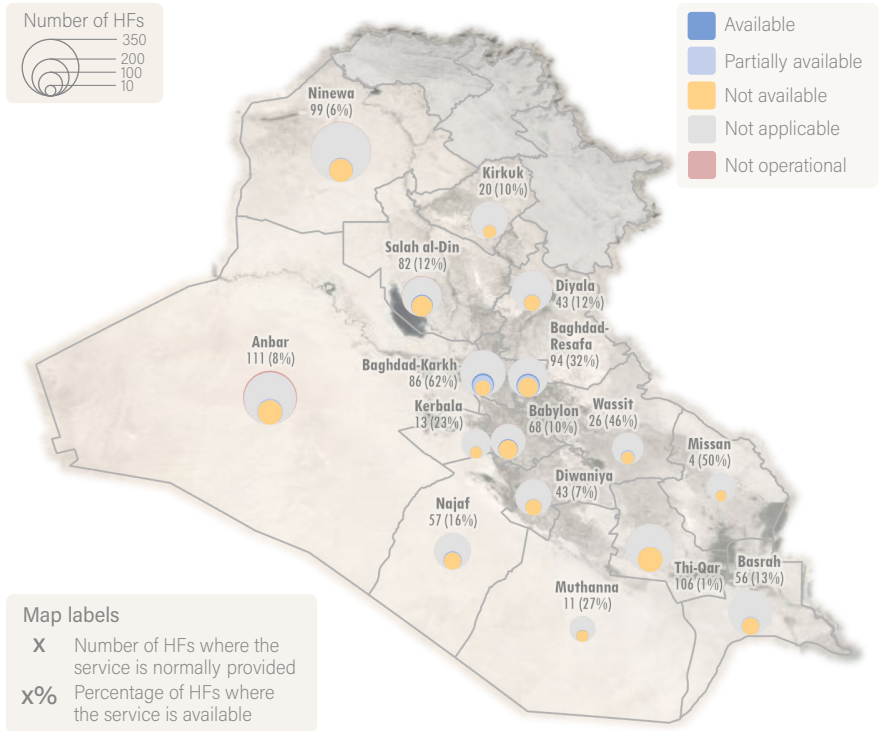 Number of HFs
350
200
100
10
Available
Partially available
Not available
Not applicable
Not operational
Ninewa
99 (6%)
Kirkuk
20 (10%)
Salah al-Din
82 (12%)
Diyala
43 (12%)
Baghdad-
Resafa
94 (32%)
Anbar
111 (8%)
Baghdad-Karkh
86 (62%)
Kerbala
13 (23%)
Babylon
68 (10%)
Wassit
26 (46%)
Missan
4 (50%)
Diwaniya
43 (7%)
Najaf
57 (16%)
Thi-Qar
106 (1%)
Basrah
56 (13%)
Muthanna
11 (27%)
Map labels
x Number of HFs where the
service is normally provided
x% Percentage of HFs where
the service is available